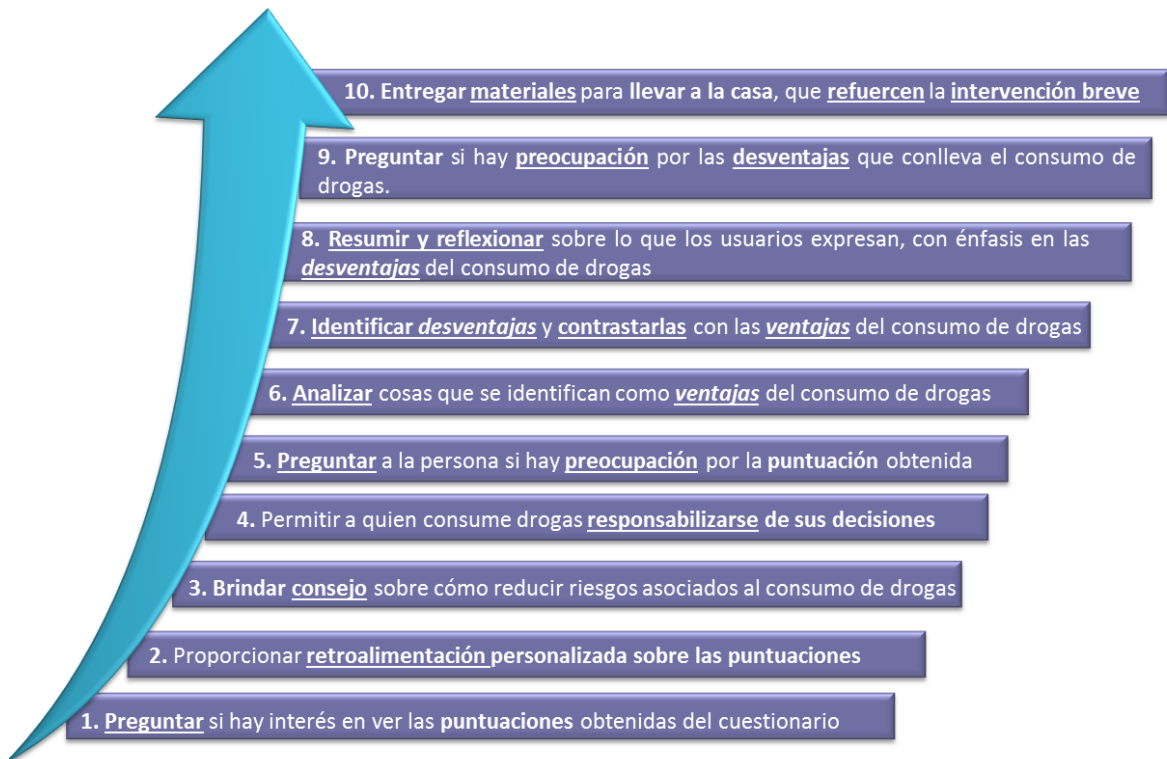 10. Entregar materiales para llevar a la casa, que refuercen la intervención breve
9. Preguntar si hay preocupación por las desventajas que conlleva el consumo de
drogas.
8. Resumir y reflexionar sobre lo que los usuarios expresan, con énfasis en las
desventajas del consumo de drogas
7. Identificar desventajas y contrastarlas con las ventajas del consumo de drogas
6. Analizar cosas que se identifican como ventajas del consumo de drogas
5. Preguntar a la persona si hay preocupación por la puntuación obtenida
4. Permitir a quien consume drogas responsabilizarse de sus decisiones
3. Brindar consejo sobre cómo reducir riesgos asociados al consumo de drogas
2. Proporcionar retroalimentación personalizada sobre las puntuaciones
1. Preguntar si hay interés en ver las puntuaciones obtenidas del cuestionario